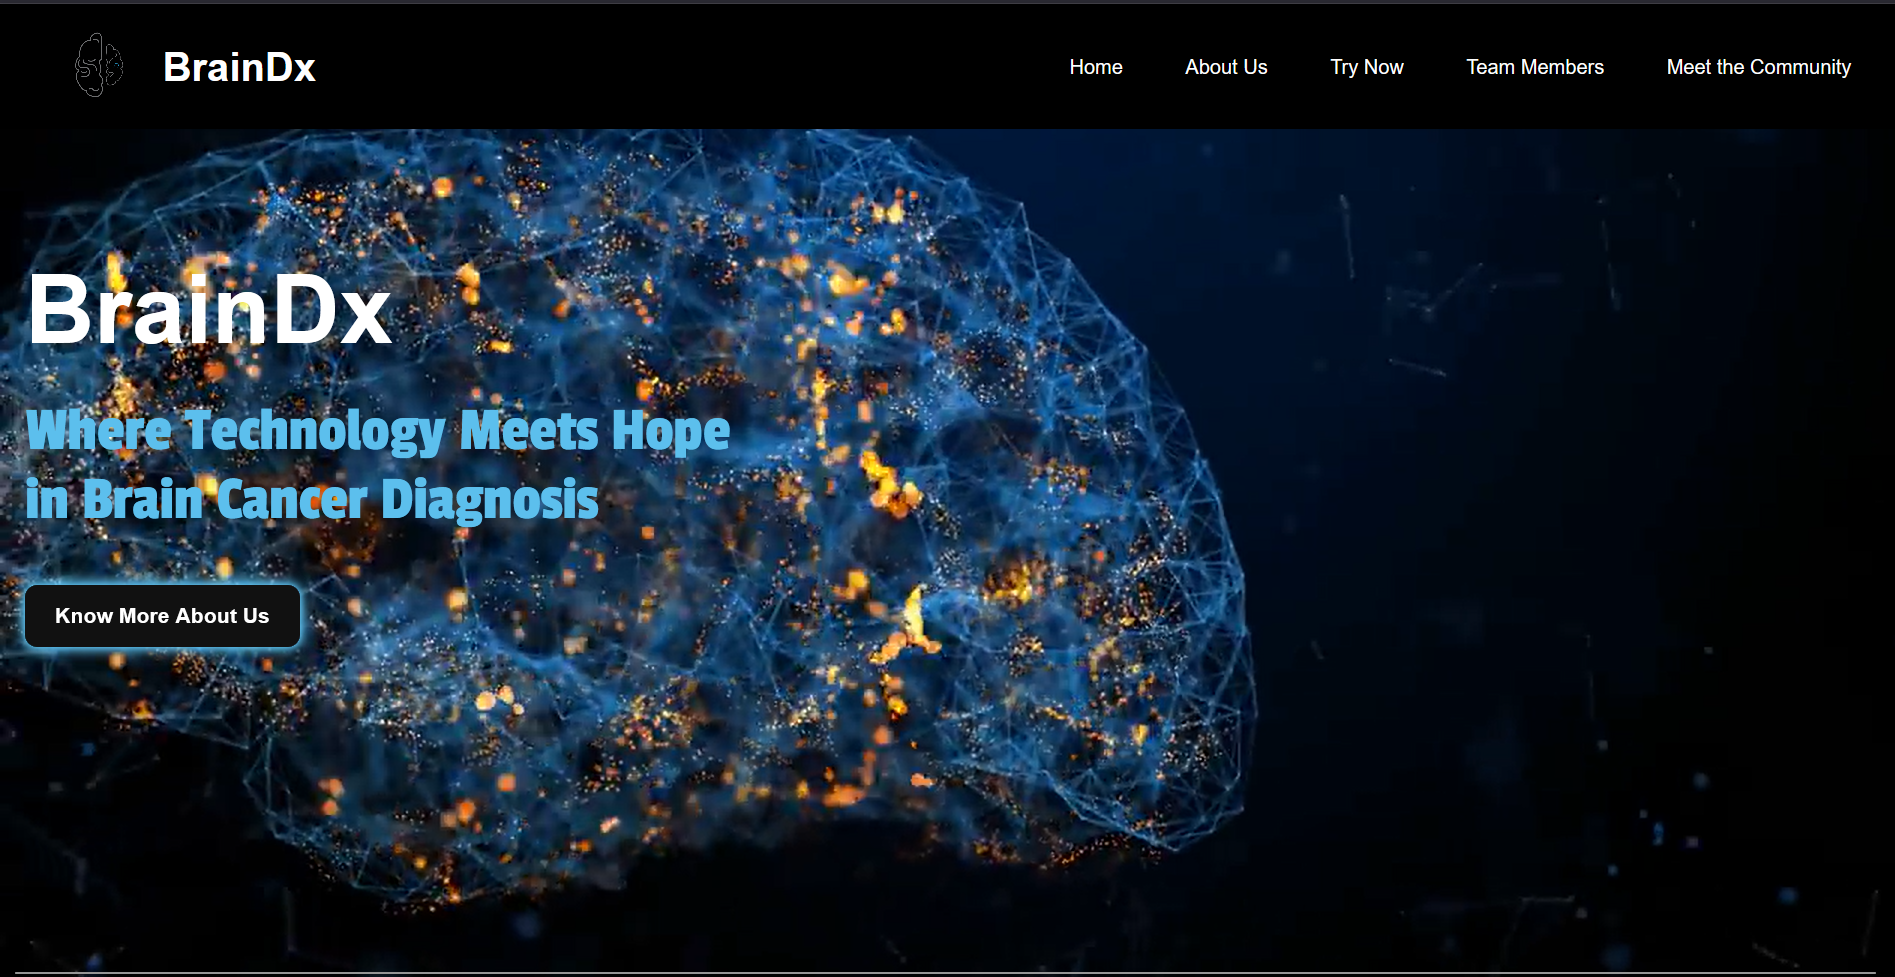 BrainDx
Home
About Us
Try Now
Team Members
Meet the Community
BrainDx
Where Technology Meets Hope
in Brain Cancer Diagnosis
Know More About Us